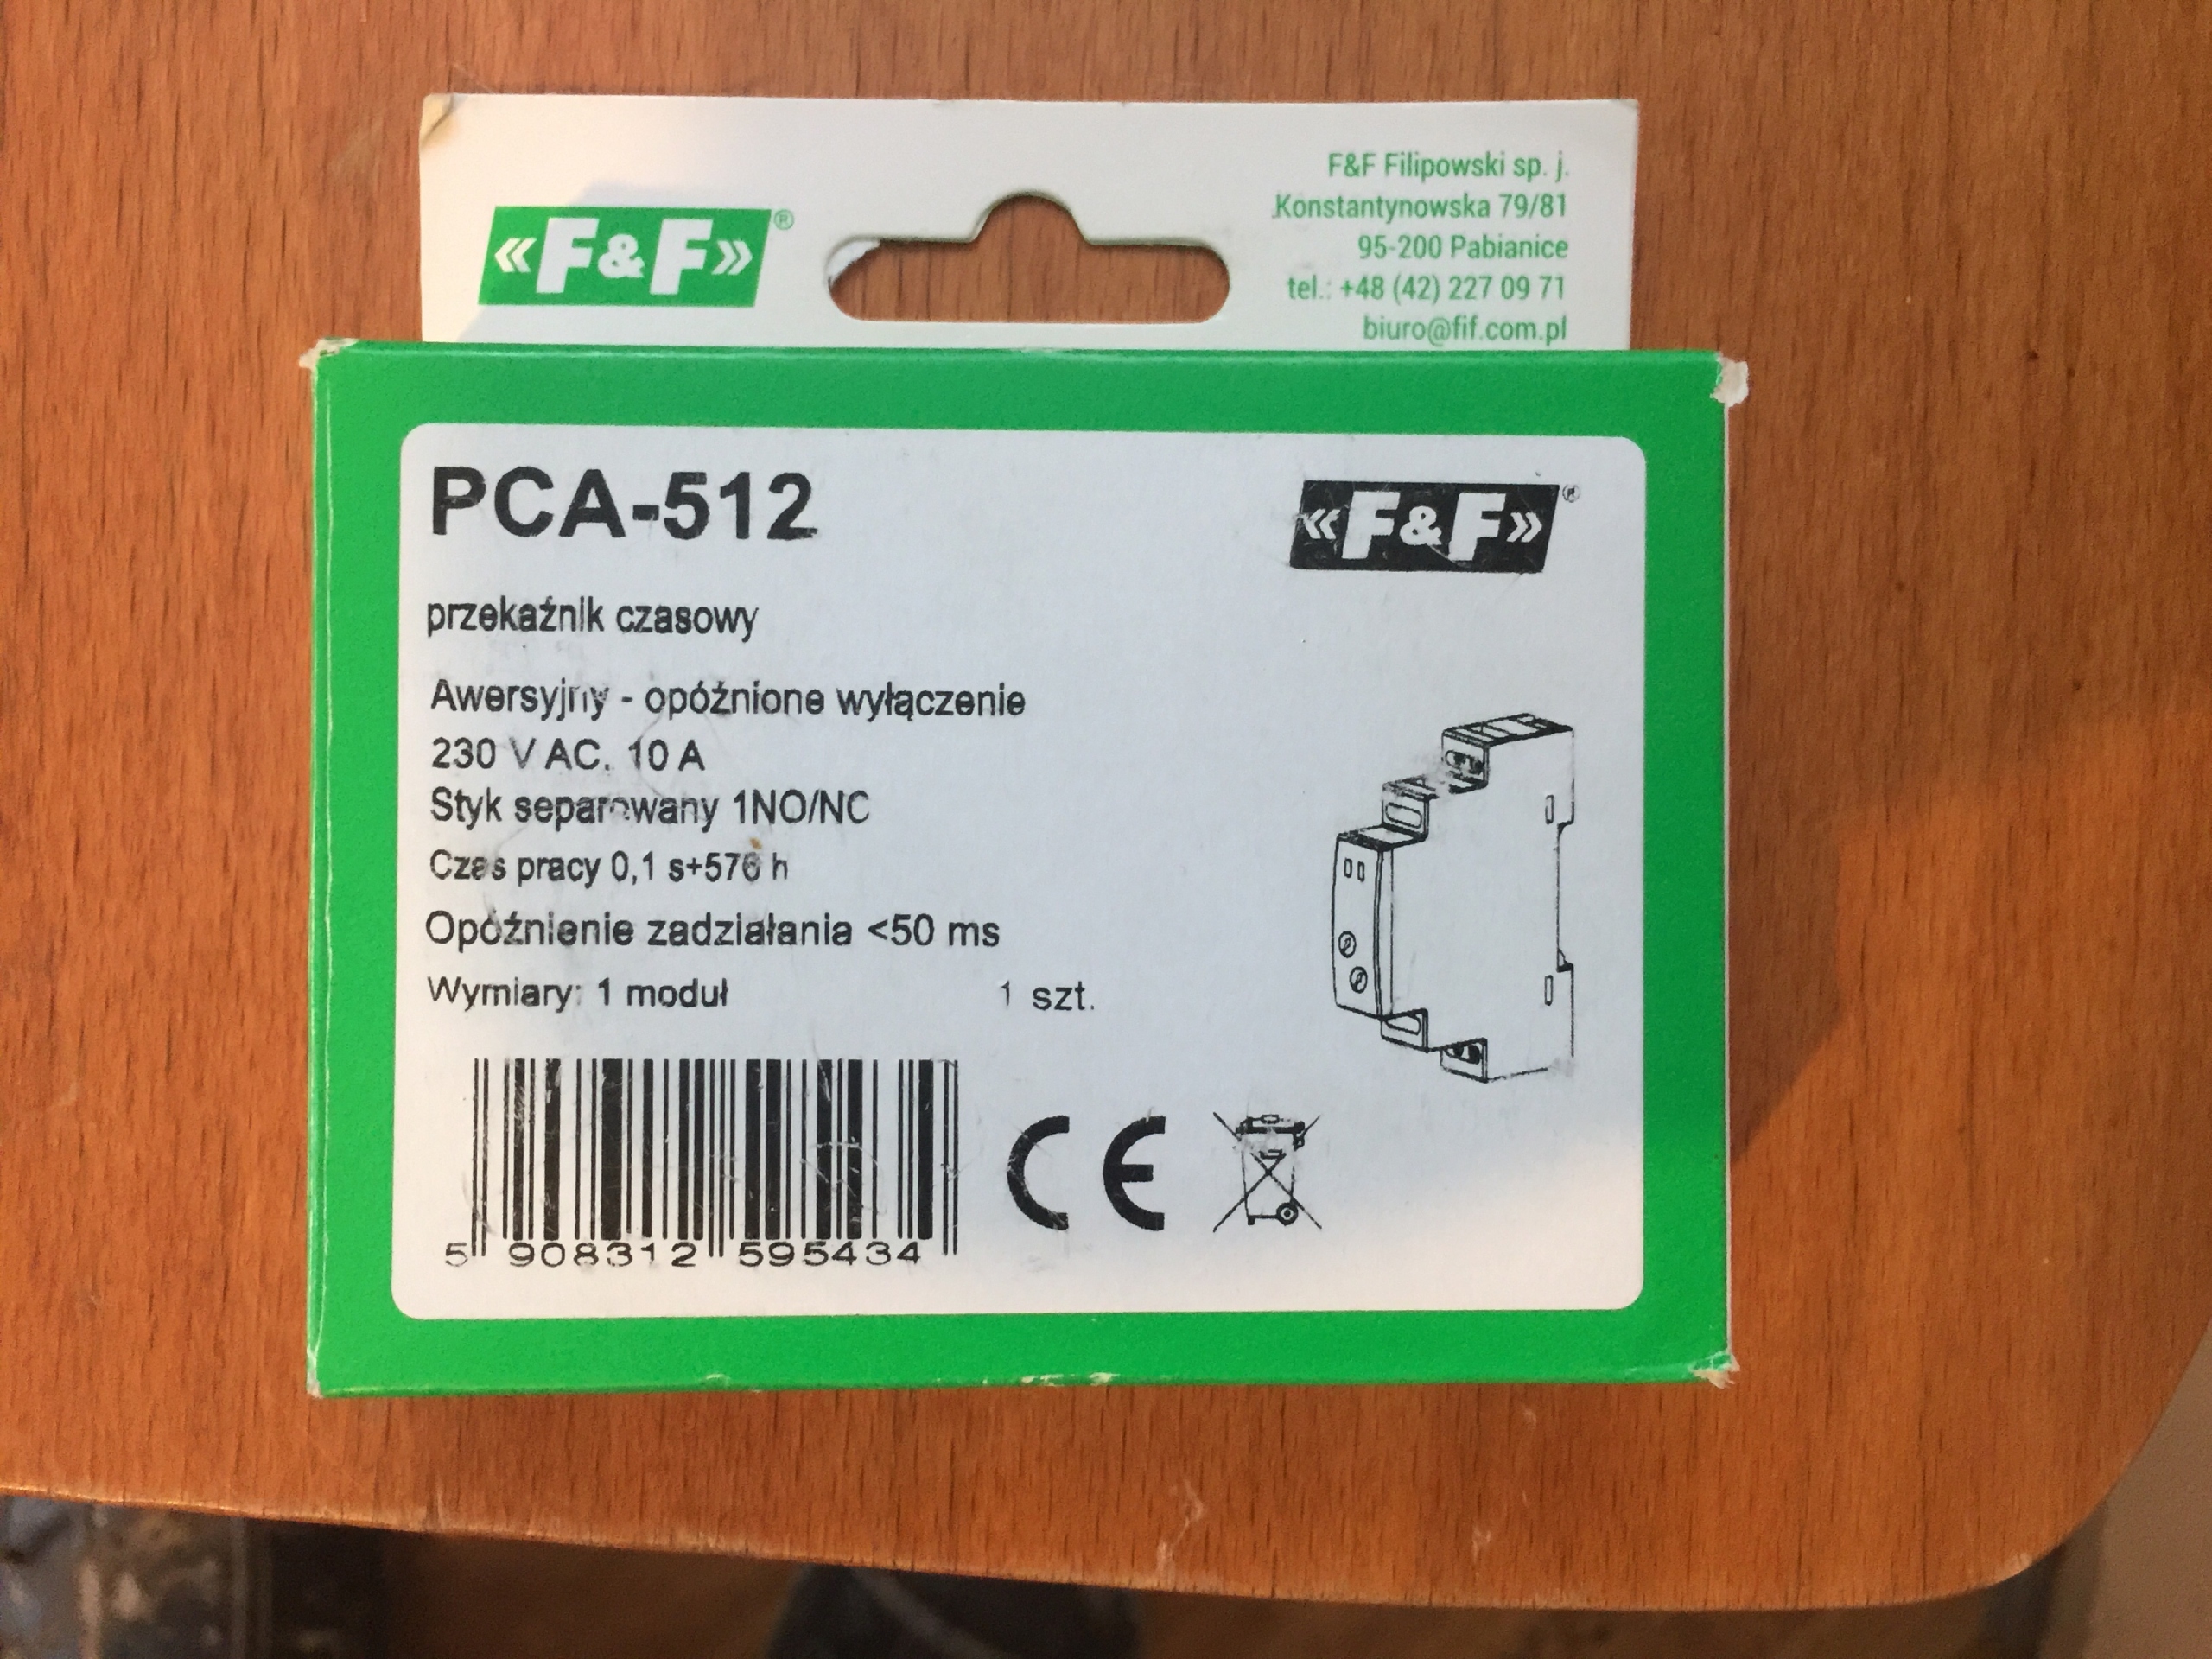 «F&F»®
F&F Filipowski sp. j.
Konstantynowska 79/81
95-200 Pabianice
tel.: +48 (42) 227 09 71
biuro@fif.com.pl
PCA-512
«F&F»®
przekaźnik czasowy
Awersyjny - opóźnione wyłączenie
230 V AC, 10 A
Styk separowany 1NO/NC
Czas pracy 0,1 s+576 h
Opóźnienie zadziałania <50 ms
Wymiary: 1 moduł 1 szt.
5 908312 595434
CE